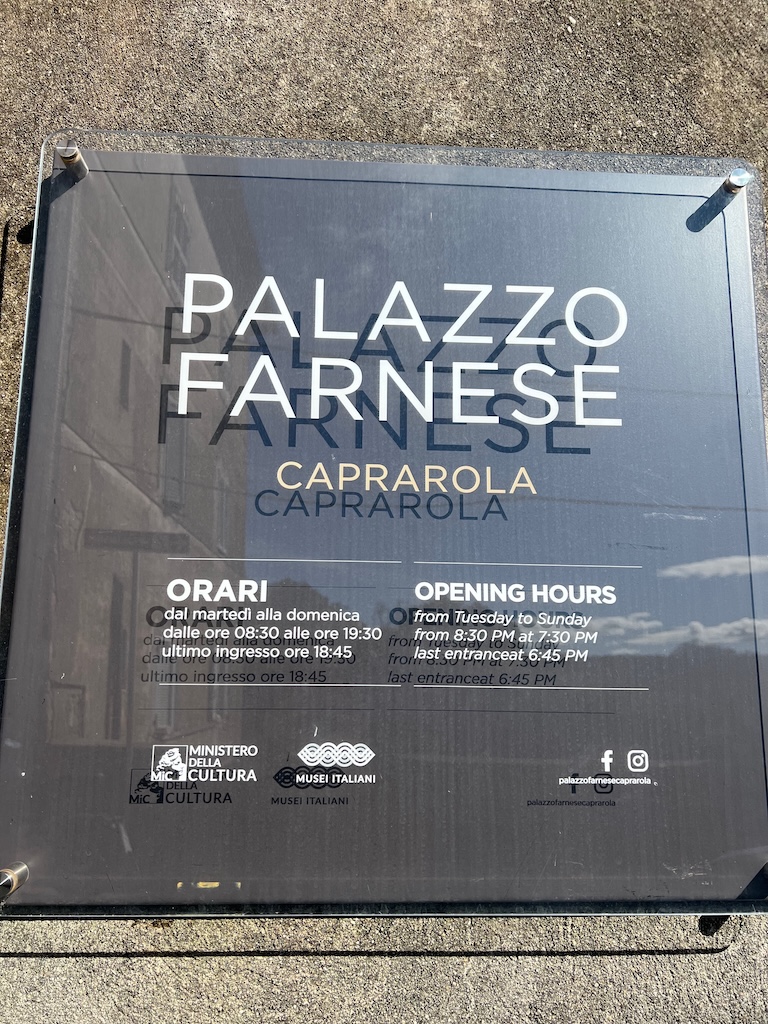 PALAZZO
FARNESE
CAPRAROLA
ORARI
dal martedì alla domenica
dalle ore 08:30 alle ore 19:30
ultimo ingresso ore 18:45
OPENING HOURS
from Tuesday to Sunday
from 8:30 PM at 7:30 PM
last entranceat 6:45 PM
MiC
MINISTERO
DELLA
CULTURA
MUSEI ITALIANI
palazzofarnesecaprarola